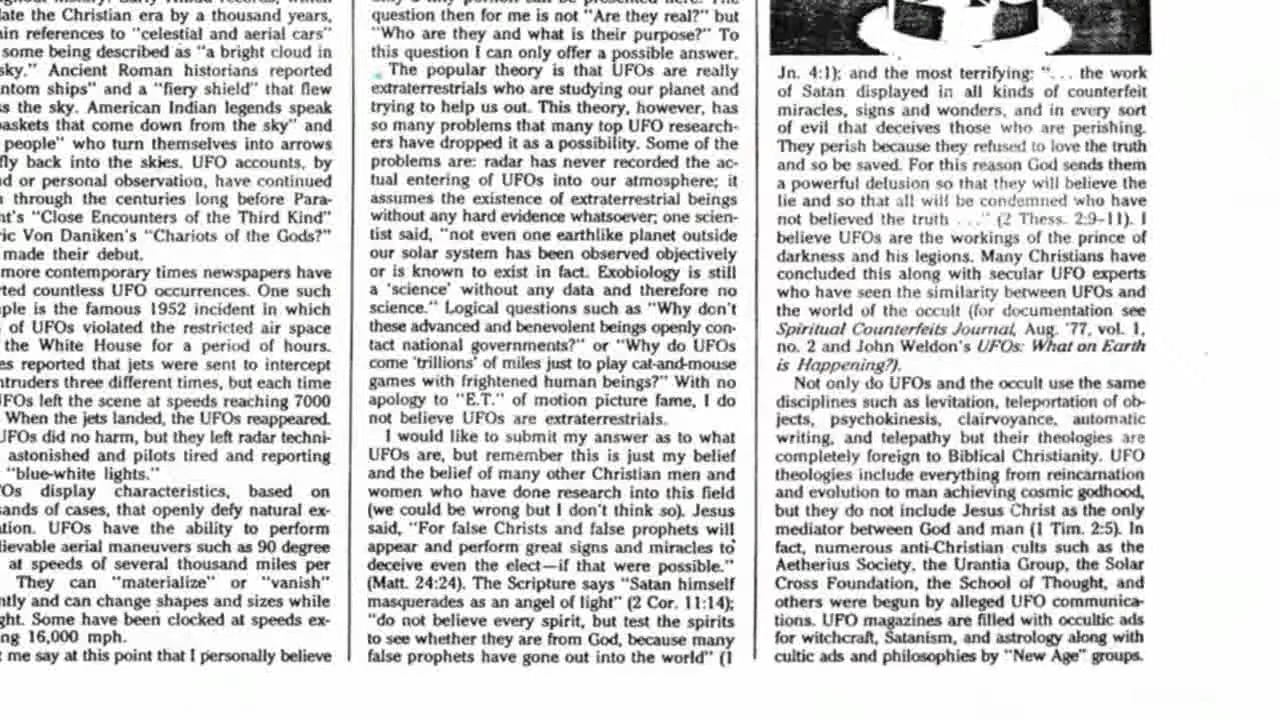 late the Christian era by a thousand years,
references to "celestial and aerial cars"
some being described as "a bright cloud in
sky." Ancient Roman historians reported
ships" and a "fiery shield" that flew
the sky. American Indian legends speak
that come down from the sky" and
people" who turn themselves into arrows
fly back into the skies. UFO accounts, by
or personal observation, have continued
through the centuries long before Para-
"Close Encounters of the Third Kind"
Von Daniken's "Chariots of the Gods?"
made their debut.
more contemporary times newspapers have
countless UFO occurrences. One such
is the famous 1952 incident in which
of UFOs violated the restricted air space
the White House for a period of hours.
reported that jets were sent to intercept
three different times, but each time
left the scene at speeds reaching 7000
When the jets landed, the UFOs reappeared.
UFOs did no harm, but they left radar techni-
astonished and pilots tired and reporting
"blue-white lights."
display characteristics, based on
of cases, that openly defy natural ex-
UFOs have the ability to perform
aerial maneuvers such as 90 degree
at speeds of several thousand miles per
They can "materialize" or "vanish"
and can change shapes and sizes while
Some have been clocked at speeds ex-
16,000 mph.
me say at this point that I personally believe
question then for me is not "Are they real?" but
"Who are they and what is their purpose?" To
this question I can only offer a possible answer.
The popular theory is that UFOs are really
extraterrestrials who are studying our planet and
trying to help us out. This theory, however, has
so many problems that many top UFO research-
ers have dropped it as a possibility. Some of the
problems are: radar has never recorded the ac-
tual entering of UFOs into our atmosphere; it
assumes the existence of extraterrestrial beings
without any hard evidence whatsoever; one scien-
tist said, "not even one earthlike planet outside
our solar system has been observed objectively
or is known to exist in fact. Exobiology is still
a 'science' without any data and therefore no
science." Logical questions such as "Why don't
these advanced and benevolent beings openly con-
tact national governments?" or "Why do UFOs
come 'trillions' of miles just to play cat-and-mouse
games with frightened human beings?" With no
apology to "E.T." of motion picture fame, I do
not believe UFOs are extraterrestrials.
I would like to submit my answer as to what
UFOs are, but remember this is just my belief
and the belief of many other Christian men and
women who have done research into this field
(we could be wrong but I don't think so). Jesus
said, "For false Christs and false prophets will
appear and perform great signs and miracles to
deceive even the elect—if that were possible."
(Matt. 24:24). The Scripture says "Satan himself
masquerades as an angel of light" (2 Cor. 11:14);
"do not believe every spirit, but test the spirits
to see whether they are from God, because many
false prophets have gone out into the world" (1
Jn. 4:1); and the most terrifying: ". . . the work
of Satan displayed in all kinds of counterfeit
miracles, signs and wonders, and in every sort
of evil that deceives those who are perishing.
They perish because they refused to love the truth
and so be saved. For this reason God sends them
a powerful delusion so that they will believe the
lie and so that all will be condemned who have
not believed the truth . . ." (2 Thess. 2:9-11). I
believe UFOs are the workings of the prince of
darkness and his legions. Many Christians have
concluded this along with secular UFO experts
who have seen the similarity between UFOs and
the world of the occult (for documentation see
Spiritual Counterfeits Journal, Aug. '77, vol. 1,
no. 2 and John Weldon's UFOs: What on Earth
is Happening?).
Not only do UFOs and the occult use the same
disciplines such as levitation, teleportation of ob-
jects, psychokinesis, clairvoyance, automatic
writing, and telepathy but their theologies are
completely foreign to Biblical Christianity. UFO
theologies include everything from reincarnation
and evolution to man achieving cosmic godhood,
but they do not include Jesus Christ as the only
mediator between God and man (1 Tim. 2:5). In
fact, numerous anti-Christian cults such as the
Aetherius Society, the Urantia Group, the Solar
Cross Foundation, the School of Thought, and
others were begun by alleged UFO communica-
tions. UFO magazines are filled with occultic ads
for witchcraft, Satanism, and astrology along with
cultic ads and philosophies by "New Age" groups.